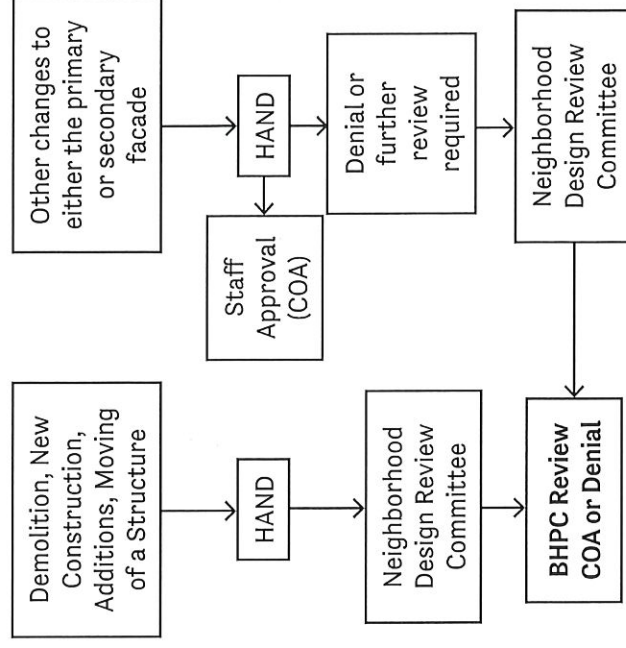 Demolition, New
Construction,
Additions, Moving
of a Structure
HAND
Neighborhood
Design Review
Committee
BHPC Review
COA or Denial
Other changes to
either the primary
or secondary
facade
HAND
Staff
Approval
(COA)
Denial or
further
review
required
Neighborhood
Design Review
Committee